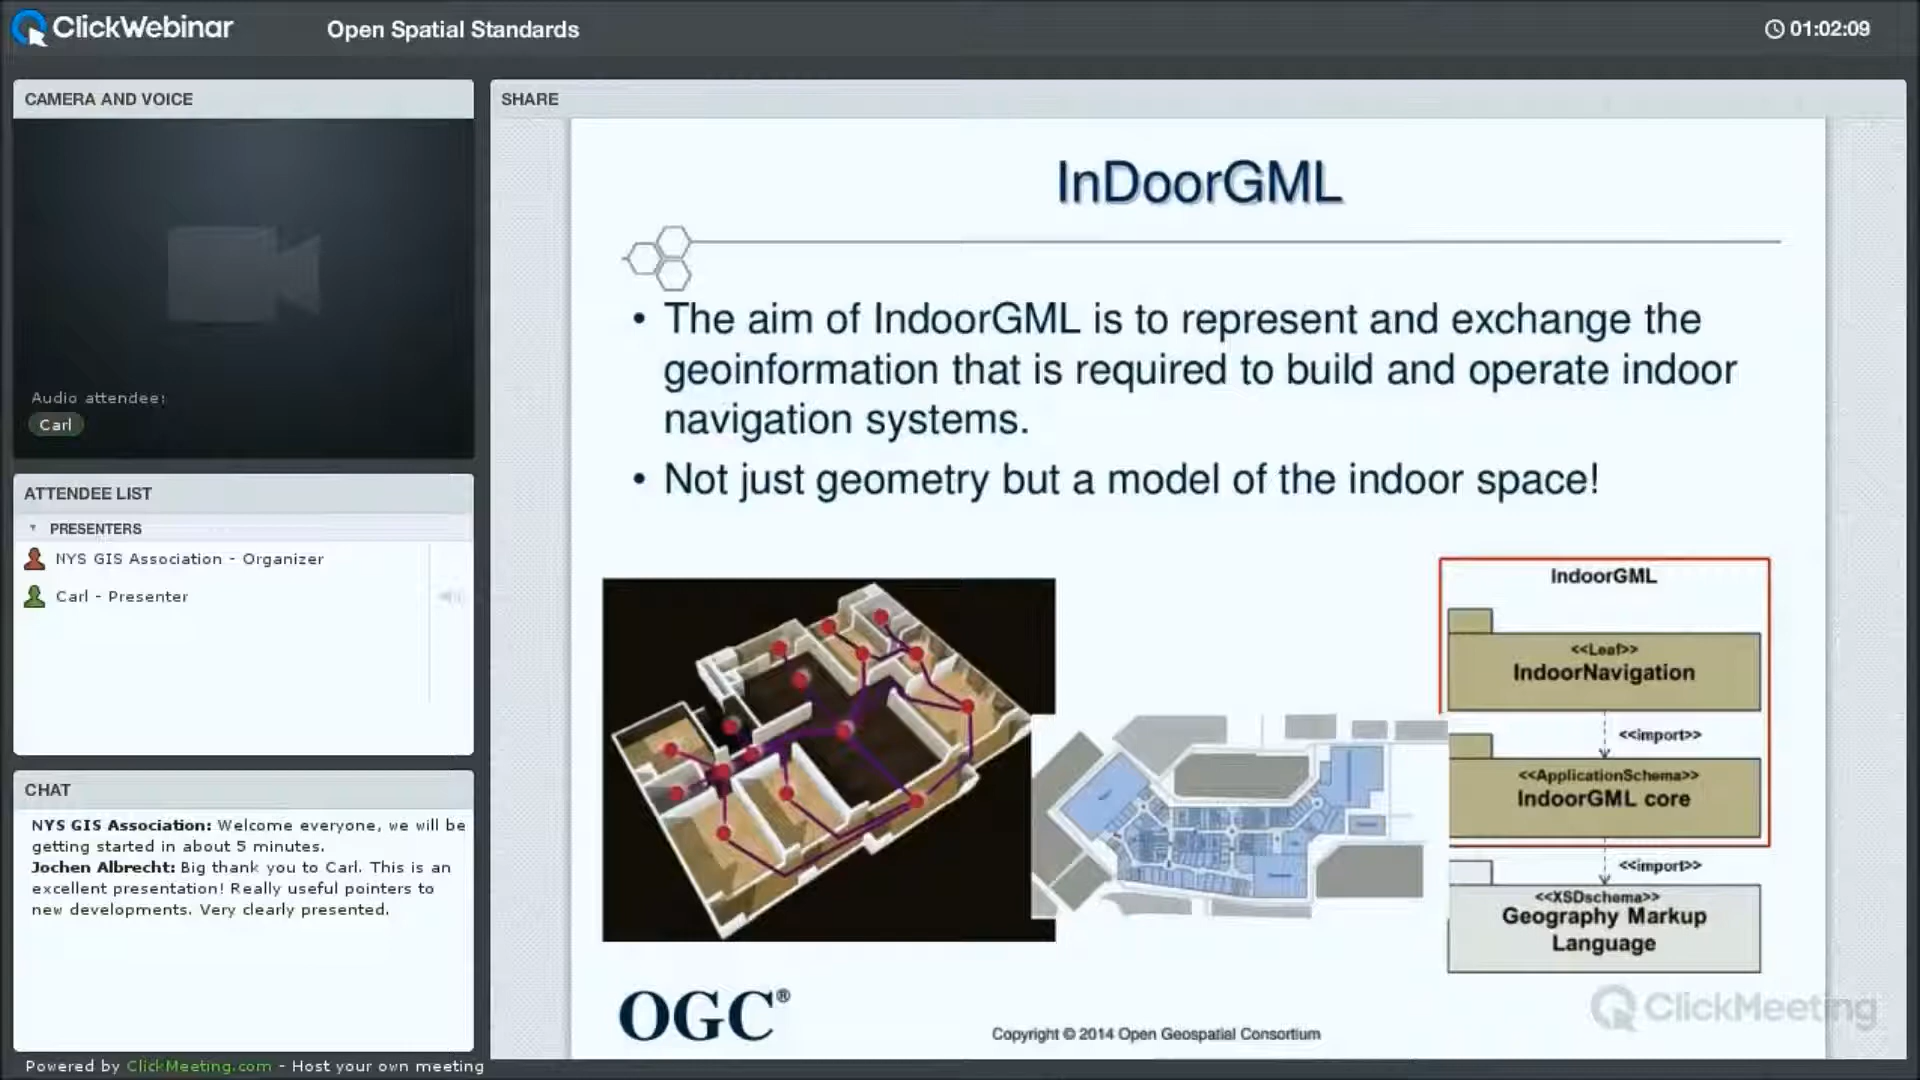 ClickWebinar
Open Spatial Standards
01:02:09
CAMERA AND VOICE
Audio attendee:
Carl
ATTENDEE LIST
PRESENTERS
NYS GIS Association - Organizer
Carl - Presenter
CHAT
NYS GIS Association: Welcome everyone, we will be
getting started in about 5 minutes.
Jochen Albrecht: Big thank you to Carl. This is an
excellent presentation! Really useful pointers to
new developments. Very clearly presented.
Powered by ClickMeeting.com - Host your own meeting
SHARE
InDoorGML
• The aim of IndoorGML is to represent and exchange the
geoinformation that is required to build and operate indoor
navigation systems.
• Not just geometry but a model of the indoor space!
IndoorGML
<<Leaf>>
IndoorNavigation
<<import>>
<<ApplicationSchema>>
IndoorGML core
<<import>>
<<XSDschema>>
Geography Markup
Language
OGC®
Copyright © 2014 Open Geospatial Consortium
ClickMeeting